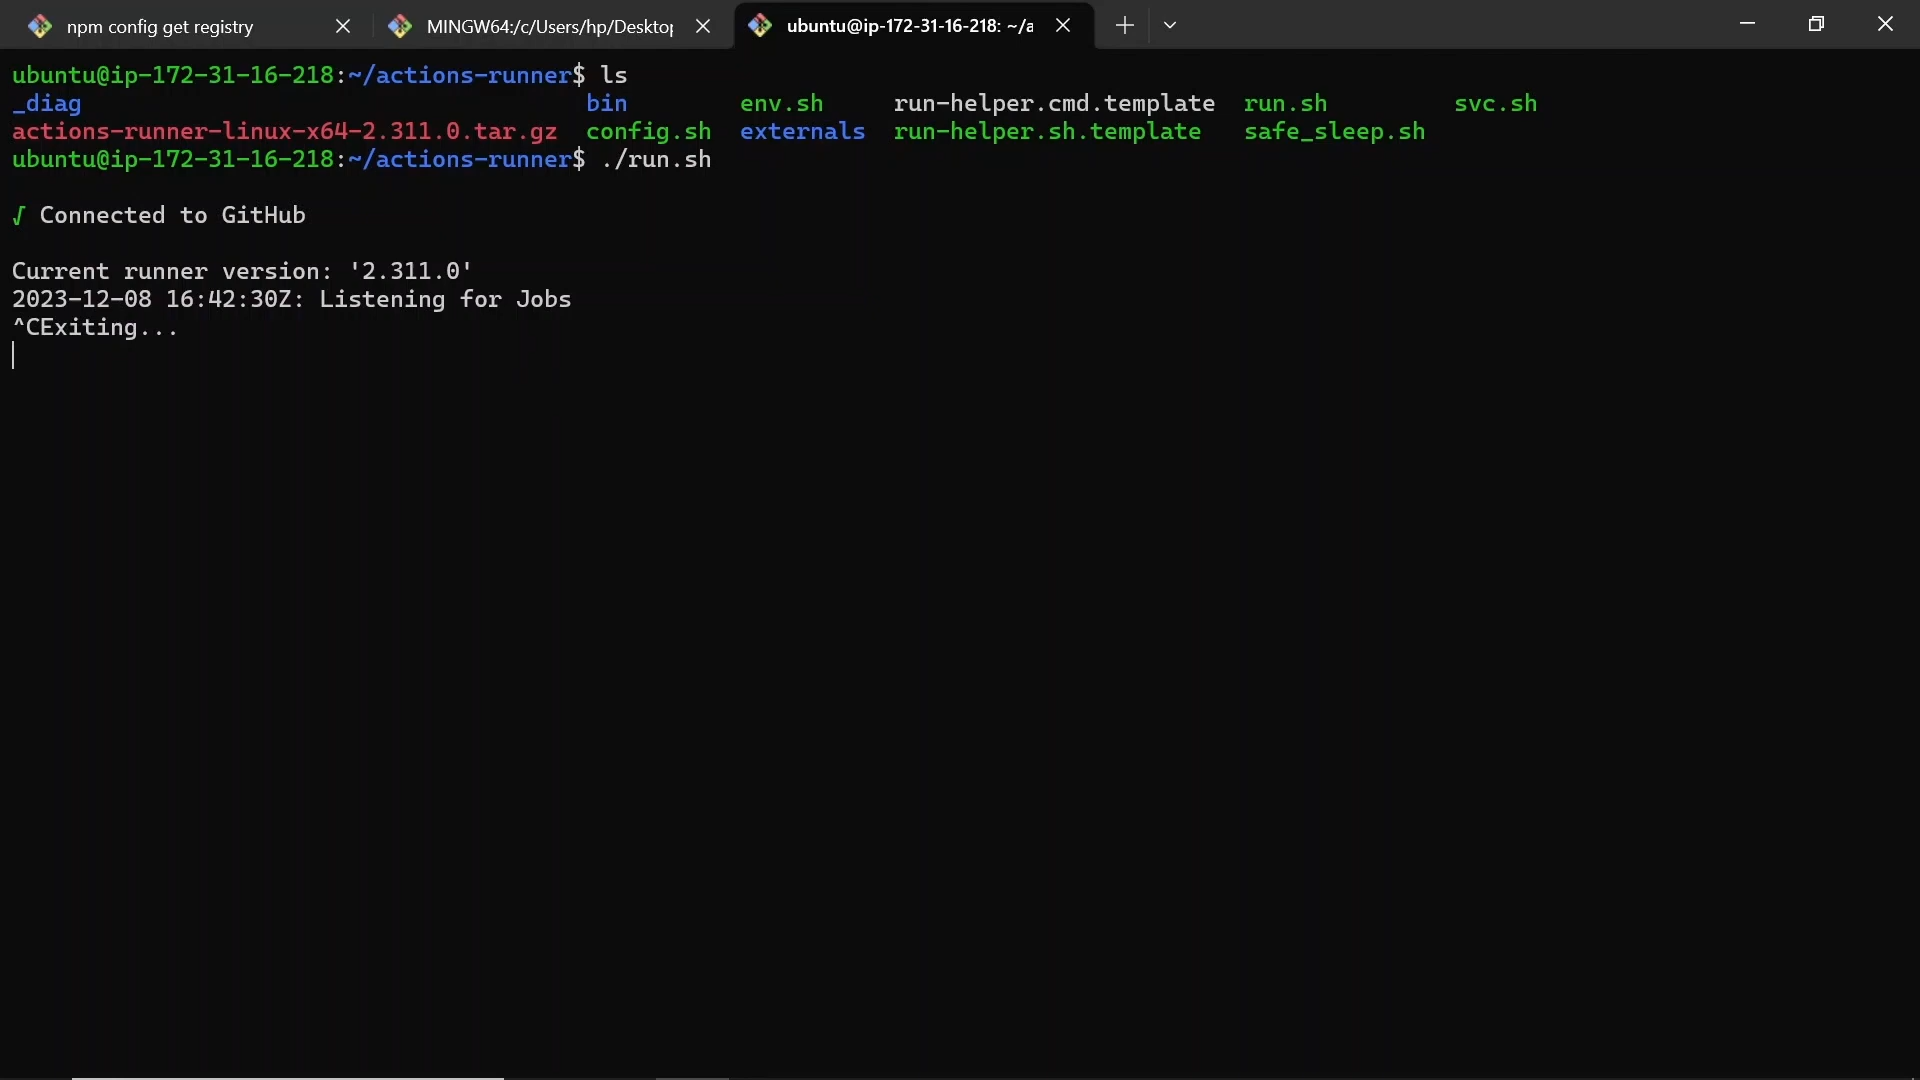 npm config get registry MINGW64:/c/Users/hp/Desktop ubuntu@ip-172-31-16-218: ~/a
ubuntu@ip-172-31-16-218:~/actions-runner$ ls
_diag bin env.sh run-helper.cmd.template run.sh svc.sh
actions-runner-linux-x64-2.311.0.tar.gz config.sh externals run-helper.sh.template safe_sleep.sh
ubuntu@ip-172-31-16-218:~/actions-runner$ ./run.sh
√ Connected to GitHub
Current runner version: '2.311.0'
2023-12-08 16:42:30Z: Listening for Jobs
^CExiting...